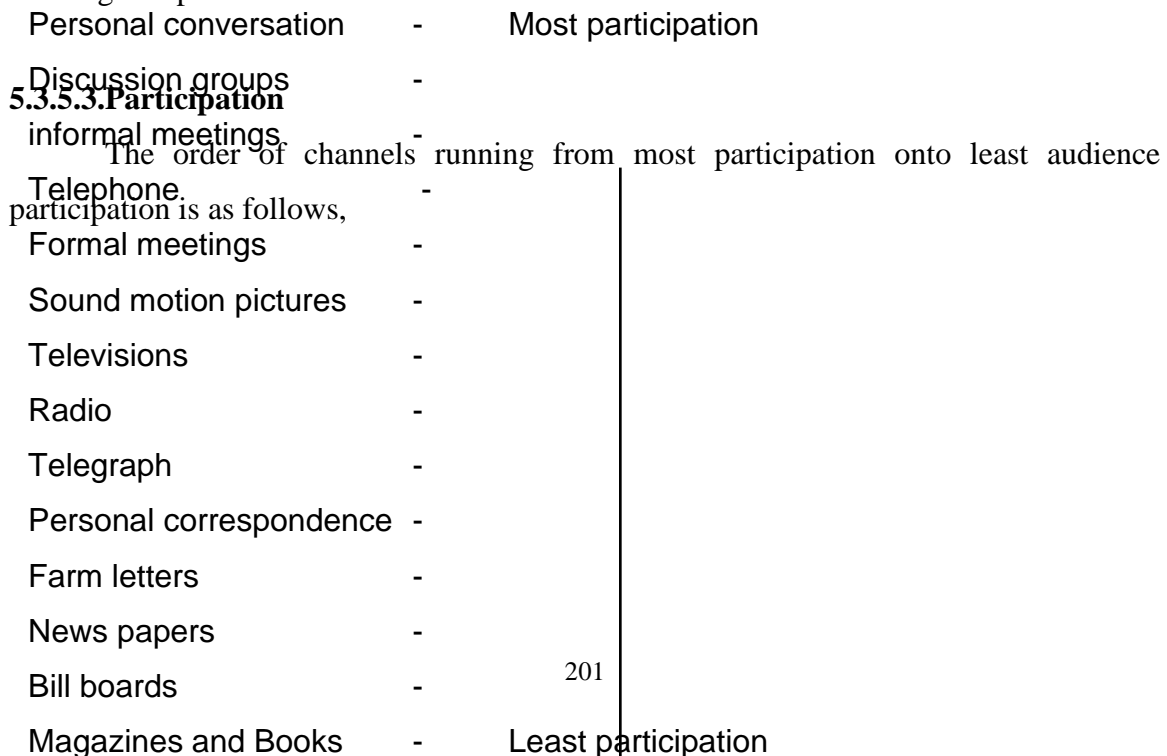 Personal conversation - Most participation
Discussion groups -
5.3.5.3.Participation
informal meetings -
The order of channels running from most participation onto least audience
Telephone -
participation is as follows,
Formal meetings -
Sound motion pictures -
Televisions -
Radio -
Telegraph -
Personal correspondence -
Farm letters -
News papers -
201
Bill boards -
Magazines and Books - Least participation